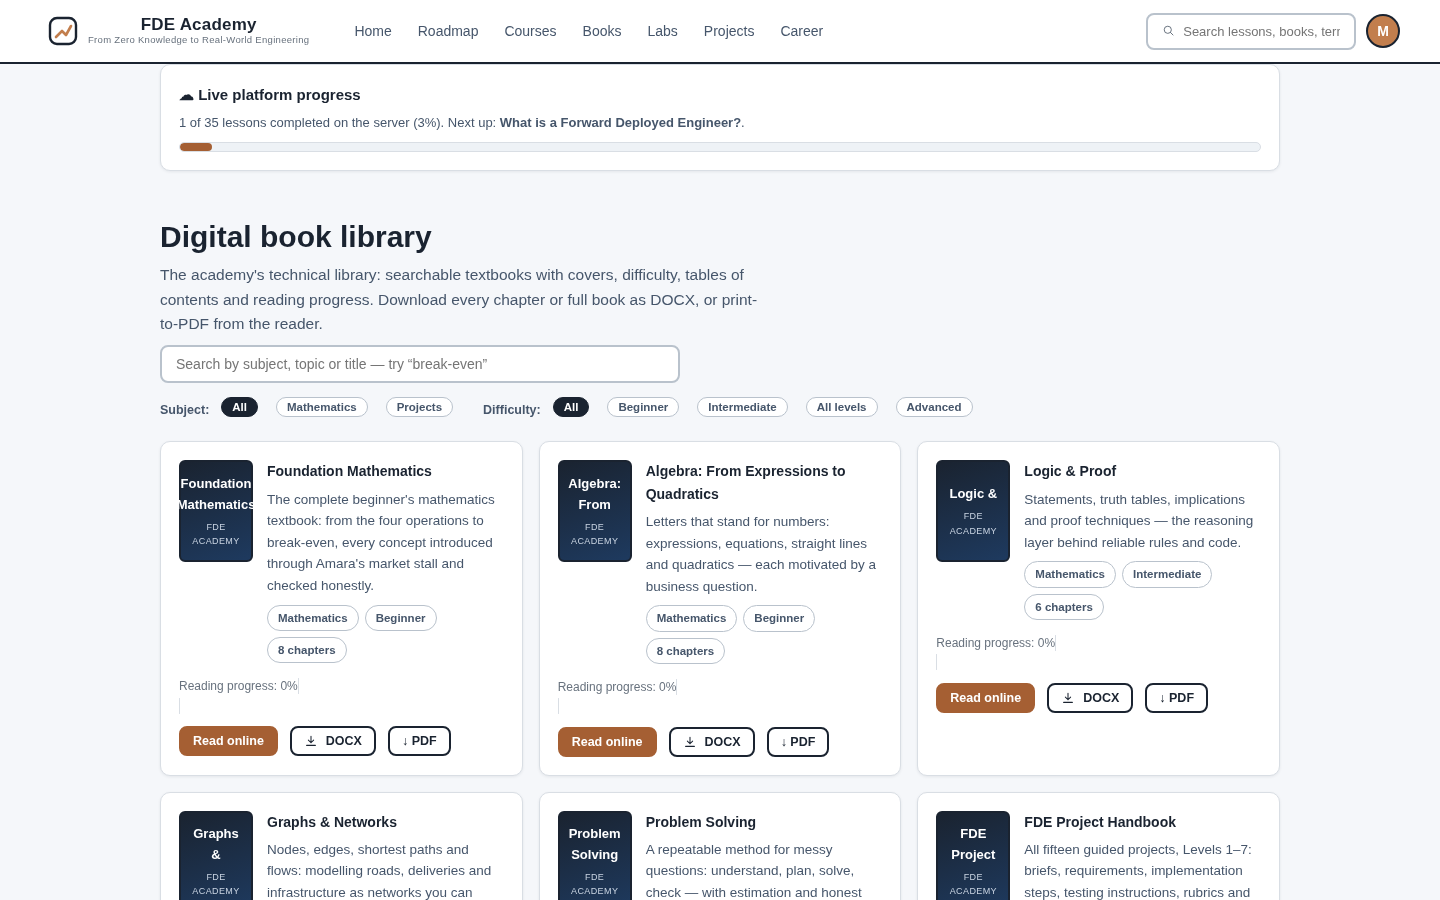 FDE Academy
From Zero Knowledge to Real-World Engineering
Home
Roadmap
Courses
Books
Labs
Projects
Career
Search lessons, books, terr
M
☁ Live platform progress
1 of 35 lessons completed on the server (3%). Next up: What is a Forward Deployed Engineer?.
Digital book library
The academy's technical library: searchable textbooks with covers, difficulty, tables of
contents and reading progress. Download every chapter or full book as DOCX, or print-
to-PDF from the reader.
Search by subject, topic or title — try “break-even”
Subject: All Mathematics Projects Difficulty: All Beginner Intermediate All levels Advanced
Foundation
Mathematics
FDE
ACADEMY
Foundation Mathematics
The complete beginner's mathematics
textbook: from the four operations to
break-even, every concept introduced
through Amara's market stall and
checked honestly.
Mathematics Beginner
8 chapters
Reading progress: 0%
Read online DOCX ↓ PDF
Algebra:
From
FDE
ACADEMY
Algebra: From Expressions to
Quadratics
Letters that stand for numbers:
expressions, equations, straight lines
and quadratics — each motivated by a
business question.
Mathematics Beginner
8 chapters
Reading progress: 0%
Read online DOCX ↓ PDF
Logic &
FDE
ACADEMY
Logic & Proof
Statements, truth tables, implications
and proof techniques — the reasoning
layer behind reliable rules and code.
Mathematics Intermediate
6 chapters
Reading progress: 0%
Read online DOCX ↓ PDF
Graphs
&
FDE
ACADEMY
Graphs & Networks
Nodes, edges, shortest paths and
flows: modelling roads, deliveries and
infrastructure as networks you can
Problem
Solving
FDE
ACADEMY
Problem Solving
A repeatable method for messy
questions: understand, plan, solve,
check — with estimation and honest
FDE
Project
FDE
ACADEMY
FDE Project Handbook
All fifteen guided projects, Levels 1–7:
briefs, requirements, implementation
steps, testing instructions, rubrics and